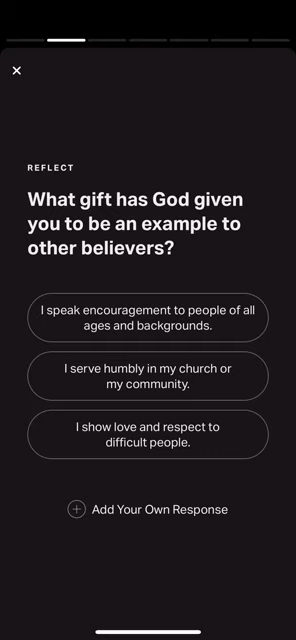 REFLECT
What gift has God given
you to be an example to
other believers?
I speak encouragement to people of all
ages and backgrounds.
I serve humbly in my church or
my community.
I show love and respect to
difficult people.
Add Your Own Response